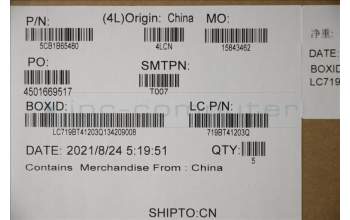 P/N:
(4L)Origin: China
MO:
5CB1B65480
4LCN
15843462
PO:
SMTPN:
4501669517
T007
BOXID:
LC P/N:
LC719BT41203Q134209008
719BT41203Q
DATE: 2021/8/24 5:19:51
QTY:
5
Contains Merchandise From : China
SHIPTO:CN
净重:
DATE:
BOXID
LC719